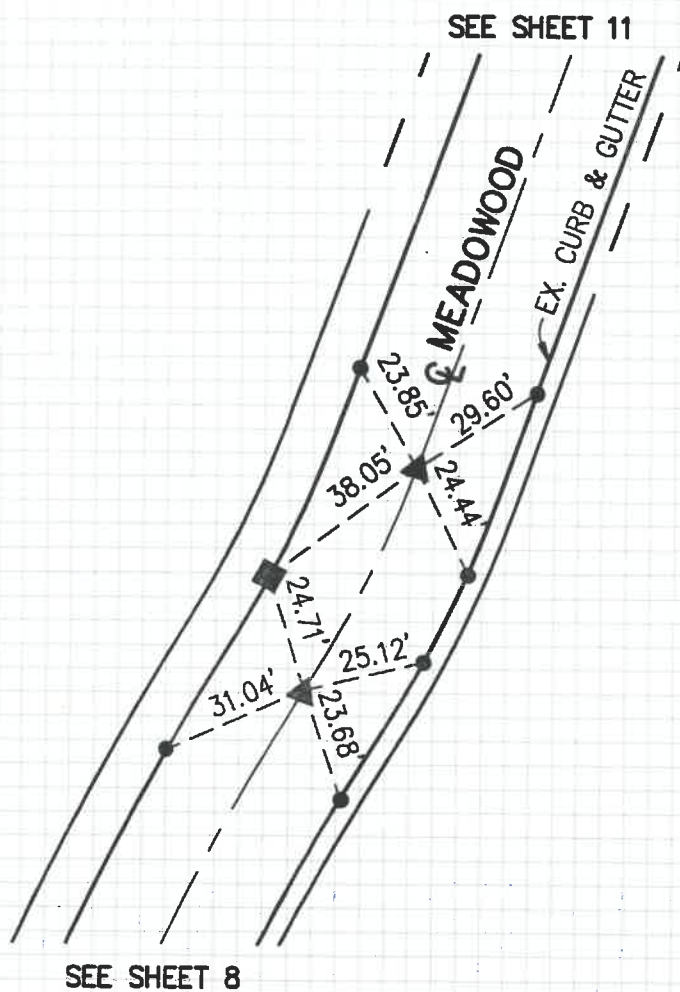 SEE SHEET 11
EX. CURB & GUTTER
℄ MEADOWOOD
23.85'
29.60'
38.05'
24.44'
24.71'
25.12'
31.04'
23.68'
SEE SHEET 8